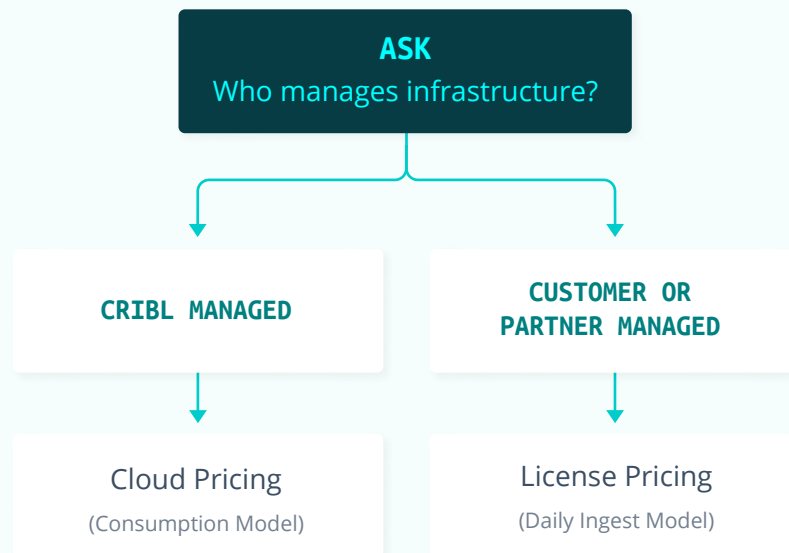 ASK
Who manages infrastructure?
CRIBL MANAGED
CUSTOMER OR
PARTNER MANAGED
Cloud Pricing
(Consumption Model)
License Pricing
(Daily Ingest Model)